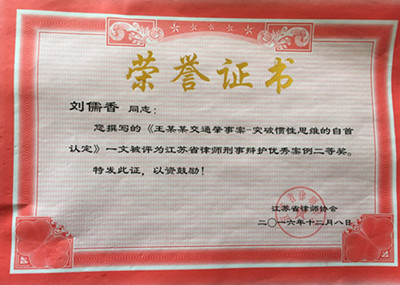 荣誉证书
刘儒香 同志：
您撰写的《王某某交通肇事案-突破惯性思维的自首
认定》一文被评为江苏省律师刑事辩护优秀案例二等奖。
特发此证，以资鼓励！
江苏省律师协会
二〇一六年十二月八日